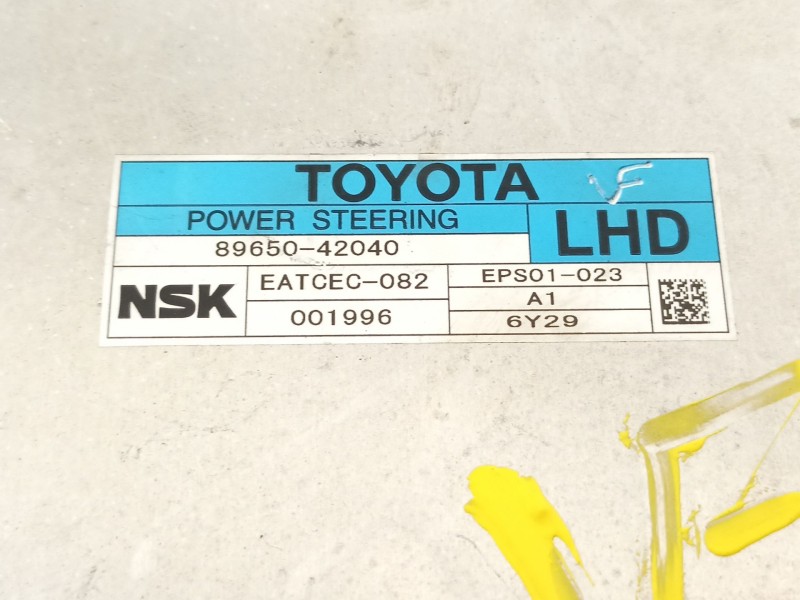 TOYOTA
POWER STEERING
LHD
89650-42040
NSK
EATCEC-082
EPS01-023
A1
001996
6Y29